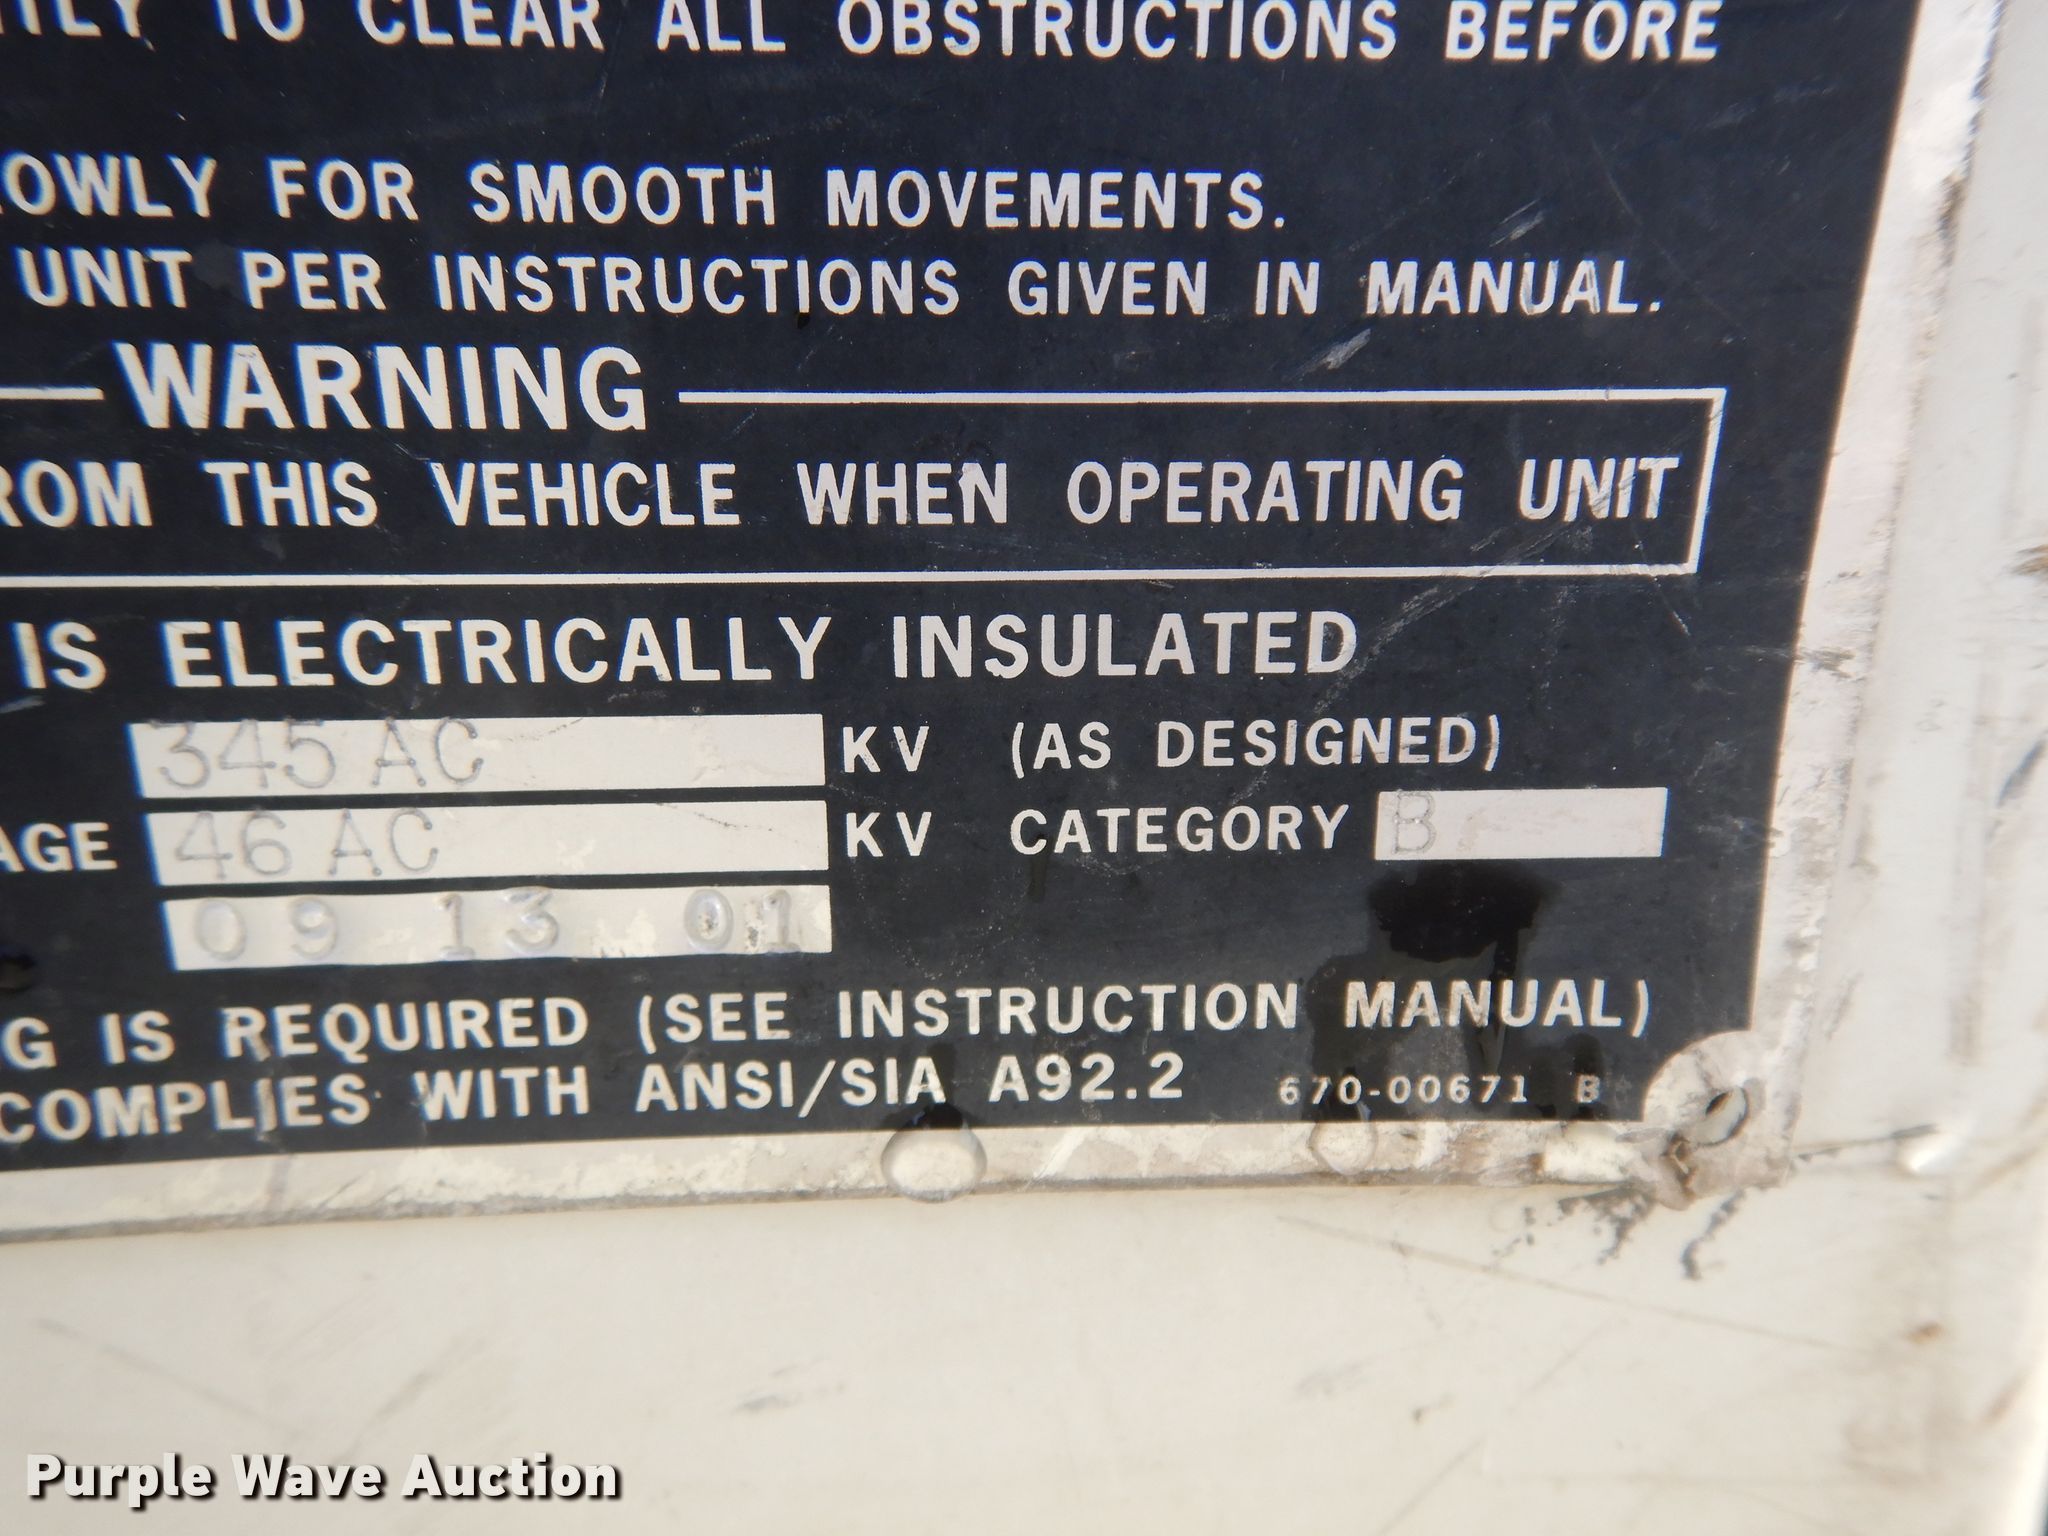 TO CLEAR ALL OBSTRUCTIONS BEFORE
FOR SMOOTH MOVEMENTS.
UNIT PER INSTRUCTIONS GIVEN IN MANUAL.
WARNING
ROM THIS VEHICLE WHEN OPERATING UNIT
IS ELECTRICALLY INSULATED
345 AC KV (AS DESIGNED)
AGE 46 AC KV CATEGORY B
09 13 01
G IS REQUIRED (SEE INSTRUCTION MANUAL)
COMPLIES WITH ANSI/SIA A92.2 670-00671 B
Purple Wave Auction